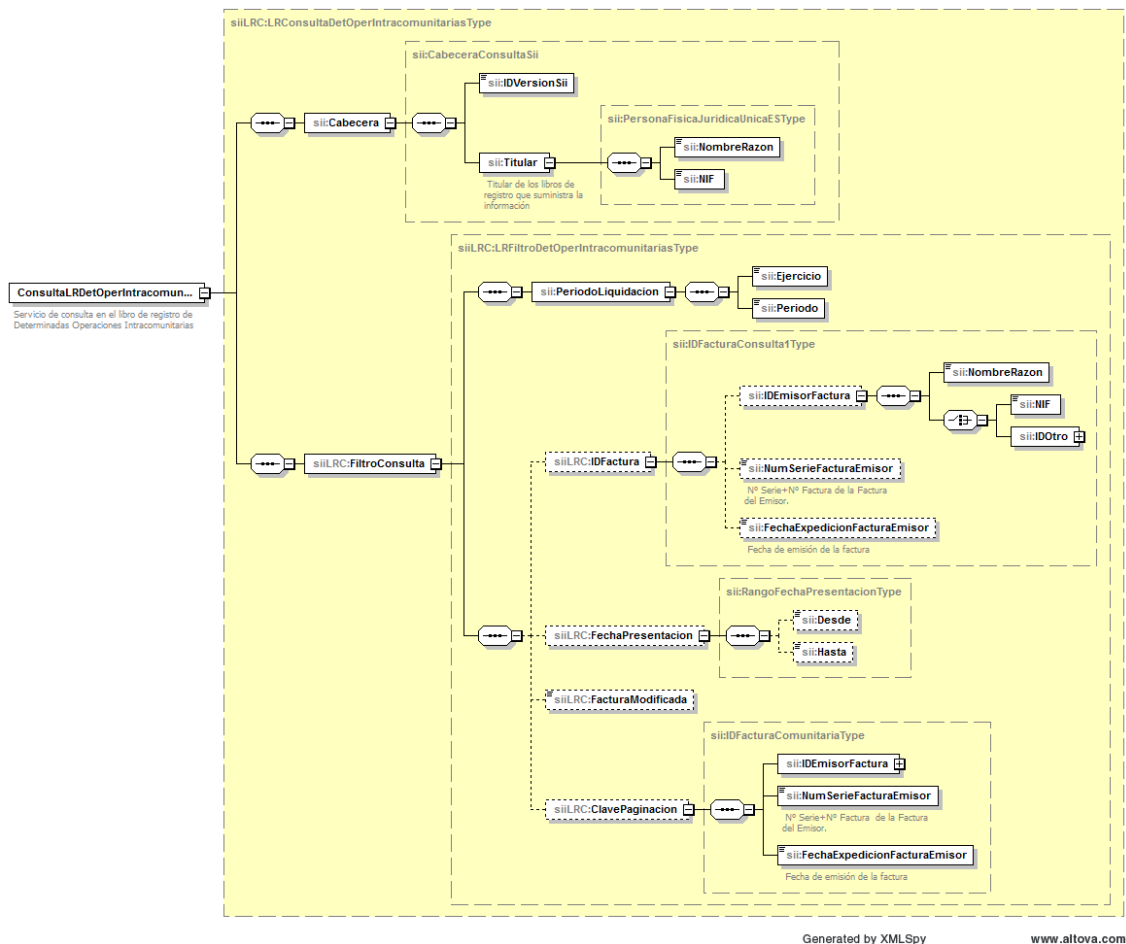 siiLRC:LRConsultaDetOperIntracomunitariasType
sii:CabeceraConsultaSii
sii:IDVersionSii
sii:Cabecera
sii:PersonaFisicaJuridicaUnicaESType
sii:NombreRazon
sii:Titular
sii:NIF
Titular de los libros de
registro que suministra la
información
siiLRC:LRFiltroDetOperIntracomunitariasType
sii:Ejercicio
ConsultaLRDetOperIntracomun...
sii:PeriodoLiquidacion
sii:Periodo
Servicio de consulta en el libro de registro de
Determinadas Operaciones Intracomunitarias
sii:IDFacturaConsulta1Type
sii:NombreRazon
sii:IDEmisorFactura
sii:NIF
sii:IDOtro
siiLRC:FiltroConsulta
siiLRC:IDFactura
sii:NumSerieFacturaEmisor
Nº Serie+Nº Factura de la Factura
del Emisor.
sii:FechaExpedicionFacturaEmisor
Fecha de emisión de la factura
sii:RangoFechaPresentacionType
sii:Desde
siiLRC:FechaPresentacion
sii:Hasta
siiLRC:FacturaModificada
sii:IDFacturaComunitariaType
sii:IDEmisorFactura
sii:NumSerieFacturaEmisor
siiLRC:ClavePaginacion
Nº Serie+Nº Factura de la Factura
del Emisor.
sii:FechaExpedicionFacturaEmisor
Fecha de emisión de la factura
Generated by XMLSpy
www.altova.com